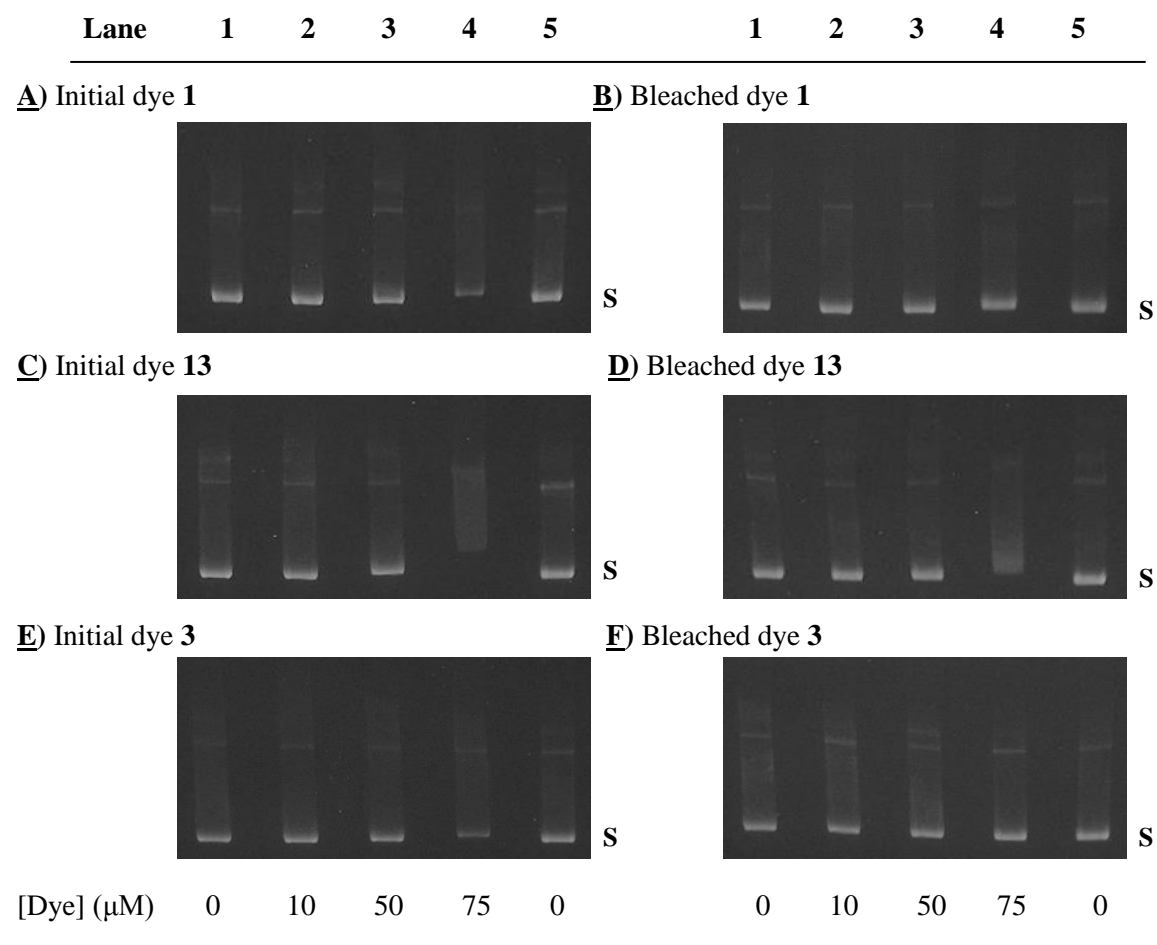 Lane 1 2 3 4 5 1 2 3 4 5
A) Initial dye 1 B) Bleached dye 1
S S
C) Initial dye 13 D) Bleached dye 13
S S
E) Initial dye 3 F) Bleached dye 3
S S
[Dye] (μM) 0 10 50 75 0 0 10 50 75 0